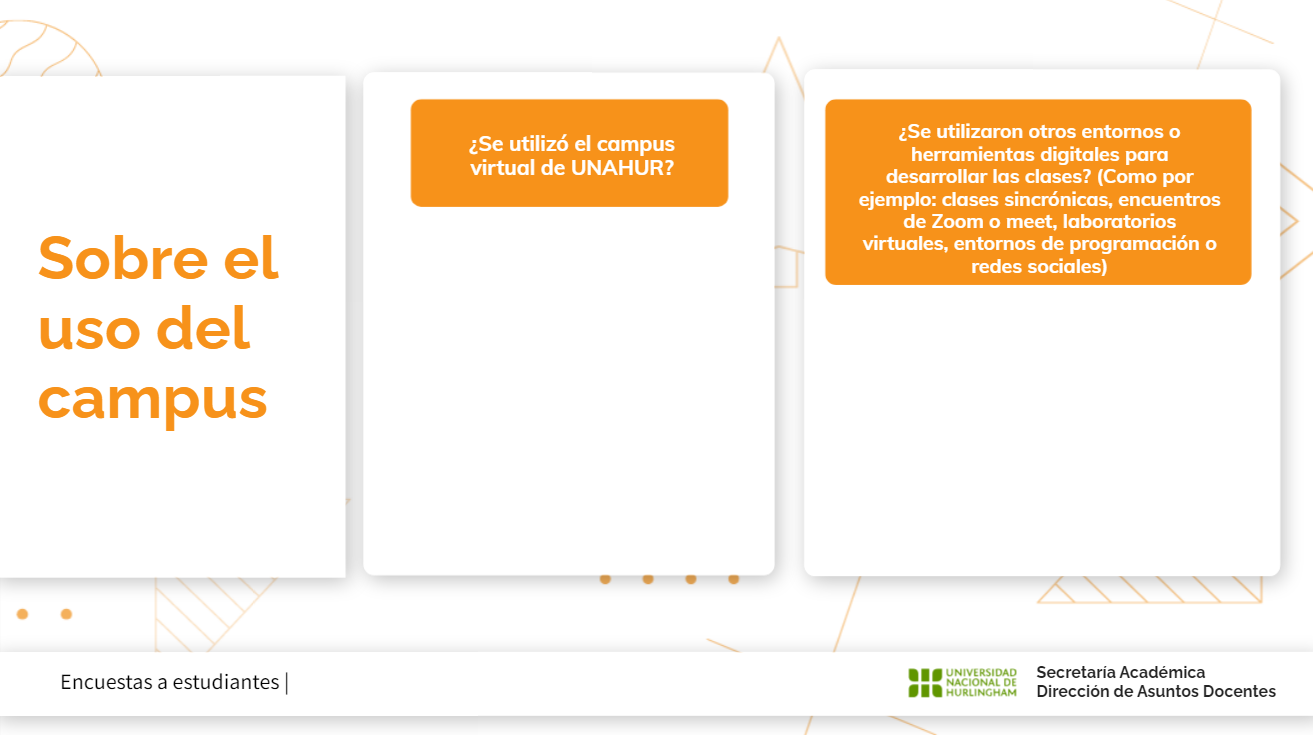 Sobre el
uso del
campus
¿Se utilizó el campus
virtual de UNAHUR?
¿Se utilizaron otros entornos o
herramientas digitales para
desarrollar las clases? (Como por
ejemplo: clases sincrónicas, encuentros
de Zoom o meet, laboratorios
virtuales, entornos de programación o
redes sociales)
Encuestas a estudiantes |
UNIVERSIDAD
NACIONAL DE
HURLINGHAM
Secretaría Académica
Dirección de Asuntos Docentes